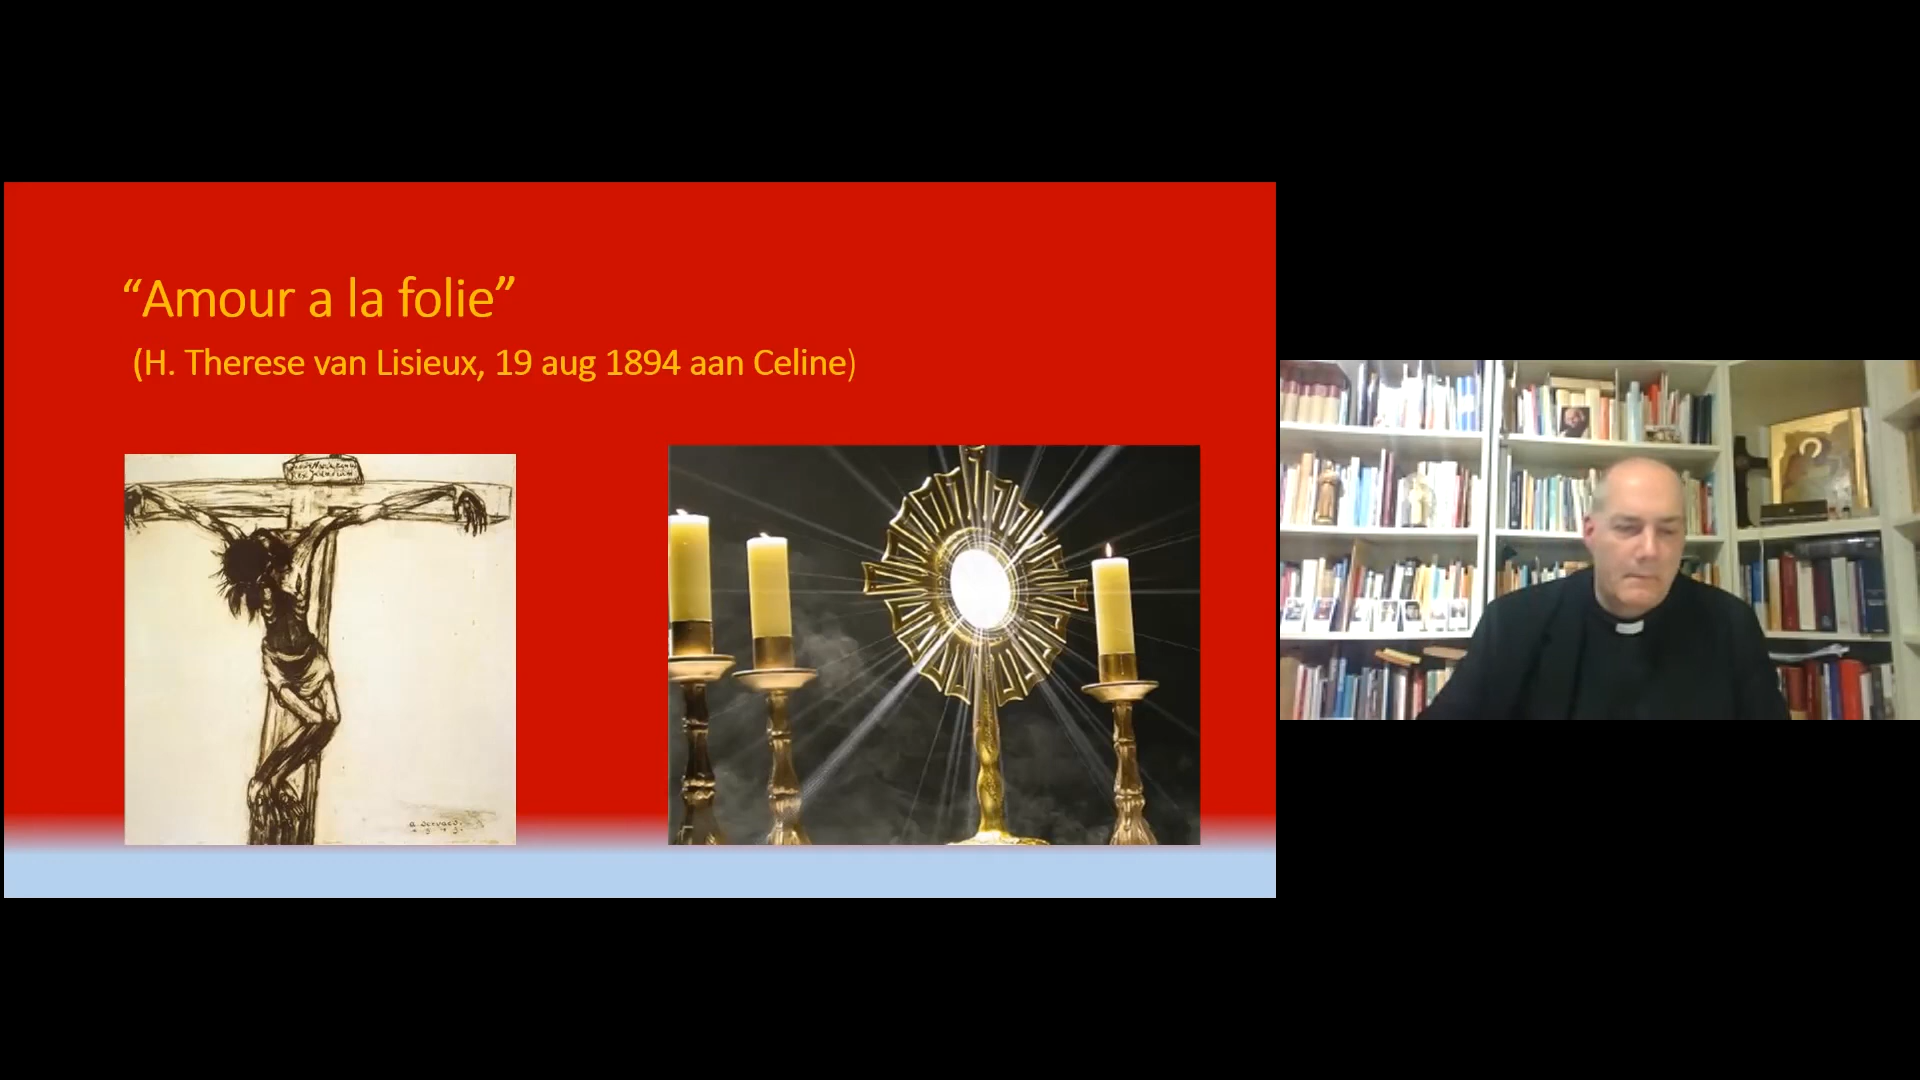 “Amour a la folie”
(H. Therese van Lisieux, 19 aug 1894 aan Celine)